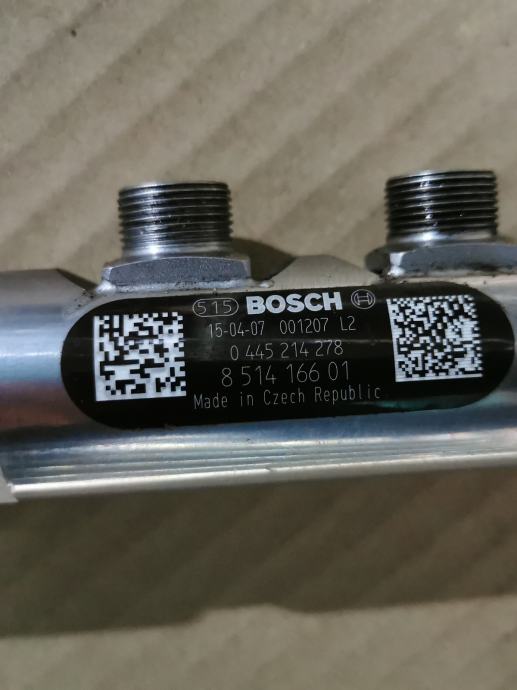 515 BOSCH
15-04-07 001207 L2
0 445 214 278
8 514 166 01
Made in Czech Republic